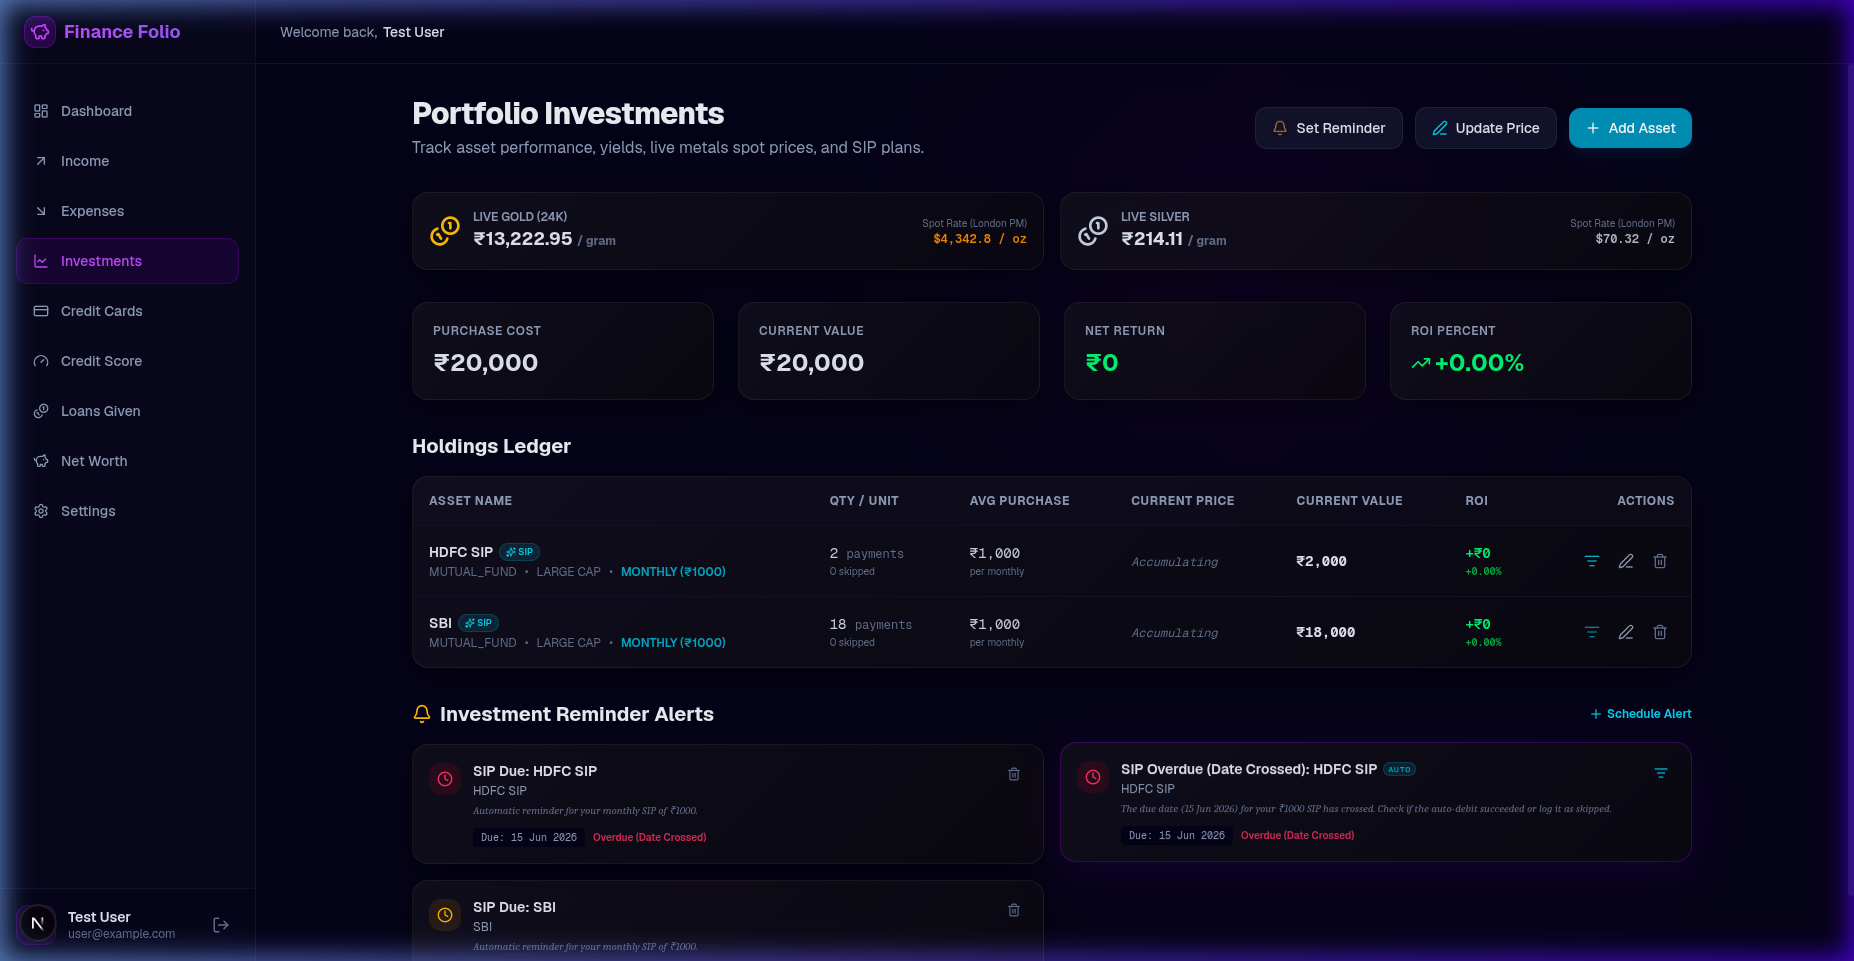 Finance Folio
Welcome back, Test User
Dashboard
Income
Expenses
Investments
Credit Cards
Credit Score
Loans Given
Net Worth
Settings
Test User
user@example.com
N
Portfolio Investments
Track asset performance, yields, live metals spot prices, and SIP plans.
Set Reminder
Update Price
Add Asset
LIVE GOLD (24K)
₹13,222.95 / gram
Spot Rate (London PM)
$4,342.8 / oz
LIVE SILVER
₹214.11 / gram
Spot Rate (London PM)
$70.32 / oz
PURCHASE COST
₹20,000
CURRENT VALUE
₹20,000
NET RETURN
₹0
ROI PERCENT
+0.00%
Holdings Ledger
ASSET NAME QTY / UNIT AVG PURCHASE CURRENT PRICE CURRENT VALUE ROI ACTIONS
HDFC SIP SIP 2 payments ₹1,000 Accumulating ₹2,000 +₹0
MUTUAL_FUND • LARGE CAP • MONTHLY (₹1000) 0 skipped per monthly +0.00%
SBI SIP 18 payments ₹1,000 Accumulating ₹18,000 +₹0
MUTUAL_FUND • LARGE CAP • MONTHLY (₹1000) 0 skipped per monthly +0.00%
Investment Reminder Alerts
Schedule Alert
SIP Due: HDFC SIP
HDFC SIP
Automatic reminder for your monthly SIP of ₹1000.
Due: 15 Jun 2026 Overdue (Date Crossed)
SIP Overdue (Date Crossed): HDFC SIP AUTO
HDFC SIP
The due date (15 Jun 2026) for your ₹1000 SIP has crossed. Check if the auto-debit succeeded or log it as skipped.
Due: 15 Jun 2026 Overdue (Date Crossed)
SIP Due: SBI
SBI
Automatic reminder for your monthly SIP of ₹1000.